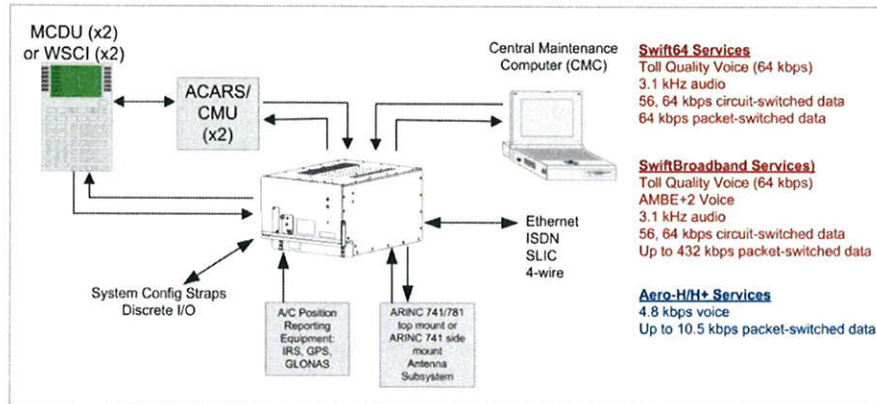 MCDU (x2)
or WSCI (x2)
ACARS/
CMU
(x2)
Central Maintenance
Computer (CMC)
Ethernet
ISDN
SLIC
4-wire
System Config Straps
Discrete I/O
A/C Position
Reporting
Equipment:
IRS, GPS,
GLONAS
ARINC 741/781
top mount or
ARINC 741 side
mount
Antenna
Subsystem
Swift64 Services
Toll Quality Voice (64 kbps)
3.1 kHz audio
56, 64 kbps circuit-switched data
64 kbps packet-switched data
SwiftBroadband Services)
Toll Quality Voice (64 kbps)
AMBE+2 Voice
3.1 kHz audio
56, 64 kbps circuit-switched data
Up to 432 kbps packet-switched data
Aero-H/H+ Services
4.8 kbps voice
Up to 10.5 kbps packet-switched data